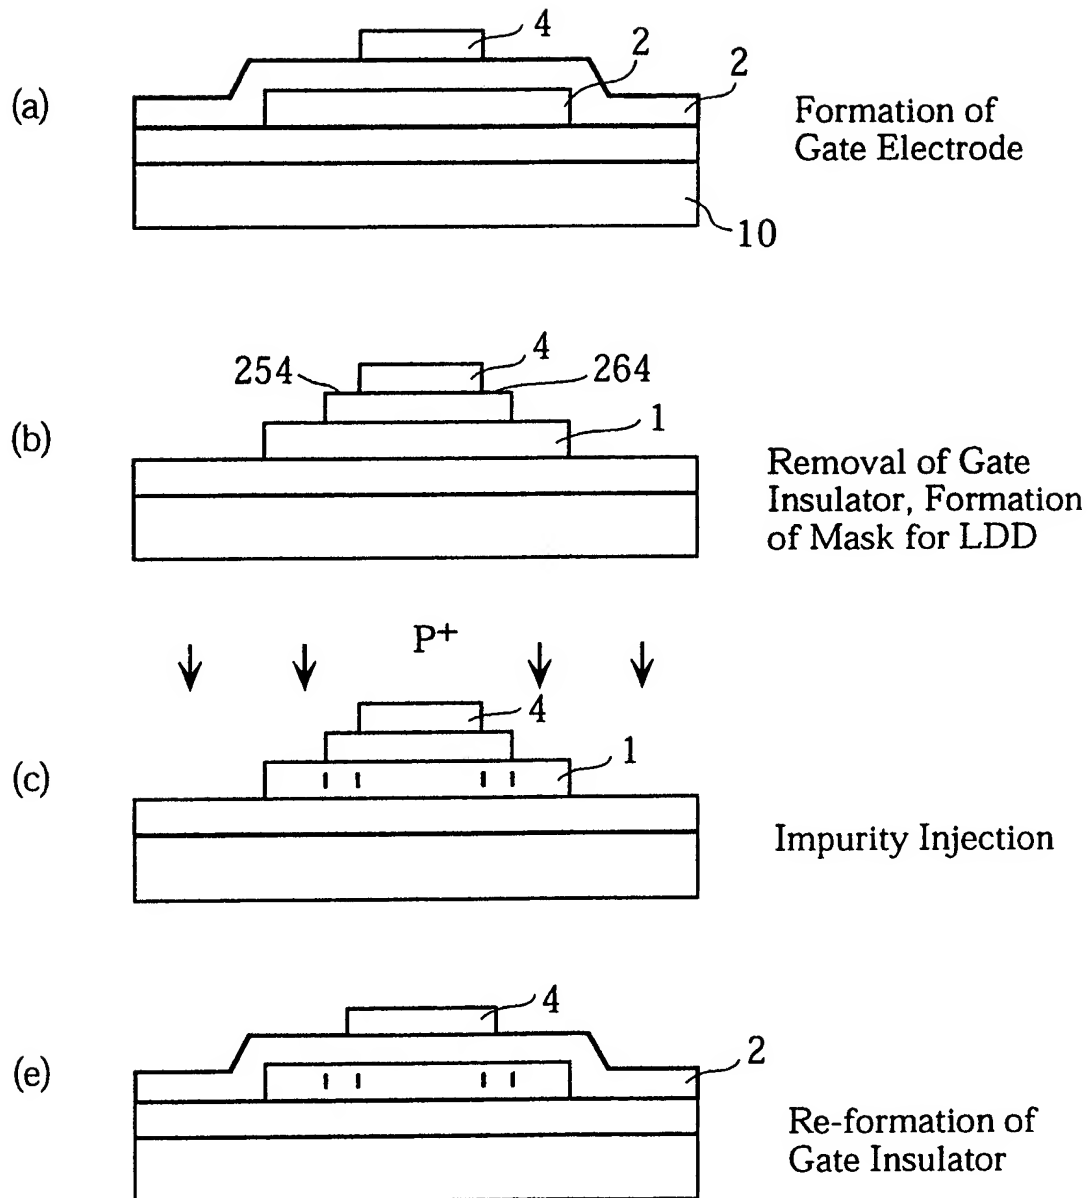 4
2
2
(a)
Formation of
Gate Electrode
10
4
254
264
1
(b)
Removal of Gate
Insulator, Formation
of Mask for LDD
P+
4
1
(c)
Impurity Injection
4
2
(e)
Re-formation of
Gate Insulator